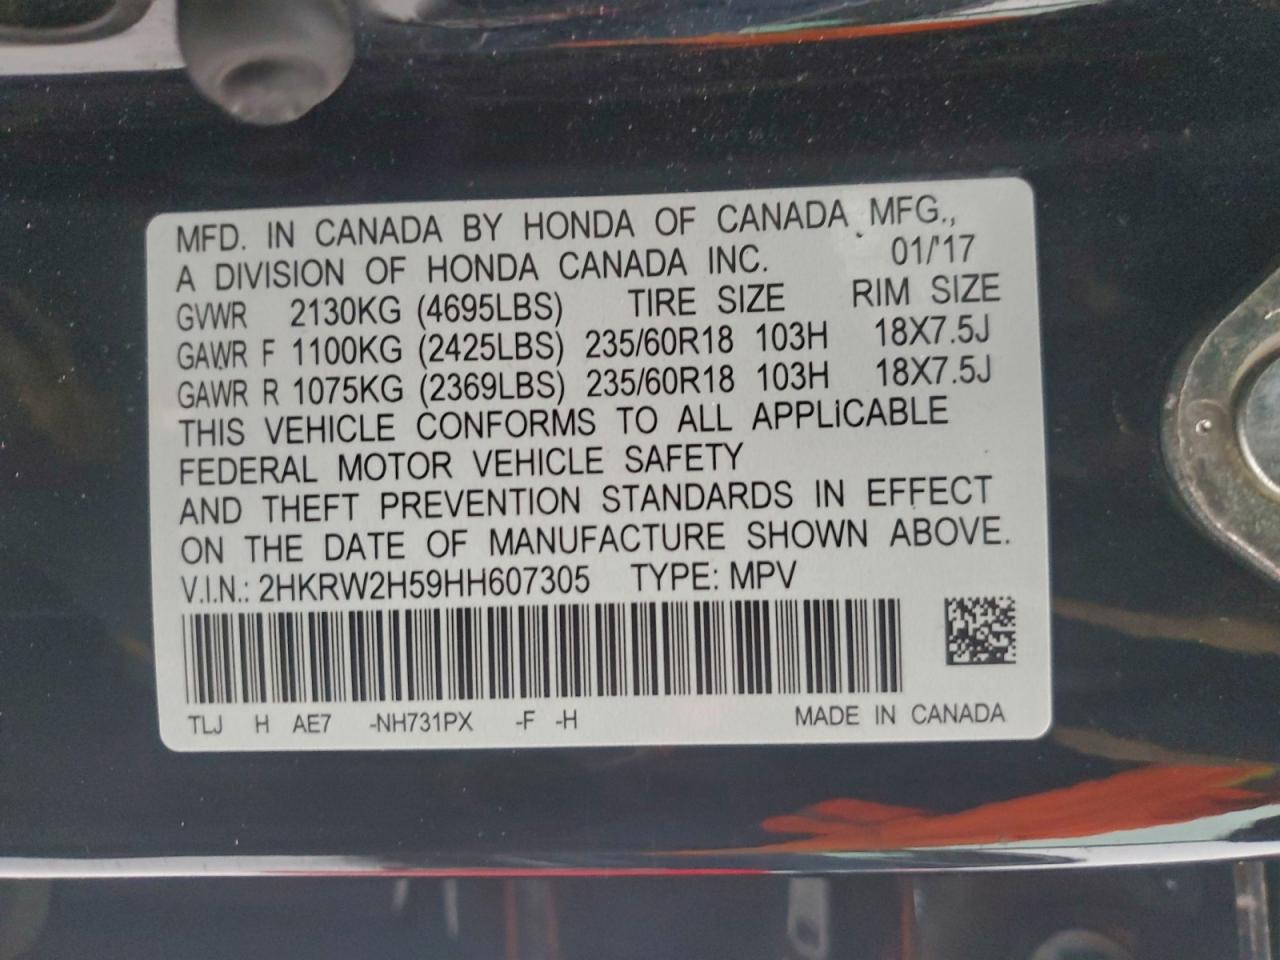 MFD. IN CANADA BY HONDA OF CANADA MFG.,
A DIVISION OF HONDA CANADA INC. 01/'17
GVWR 2130KG (4695LBS) TIRE SIZE RIM SIZE
GAWR F 1100KG (2425LBS) 235/60R18 103H 18X7.5J
GAWR R 1075KG (2369LBS) 235/60R18 103H 18X7.5J
THIS VEHICLE CONFORMS TO ALL APPLICABLE
FEDERAL MOTOR VEHICLE SAFETY
AND THEFT PREVENTION STANDARDS IN EFFECT
ON THE DATE OF MANUFACTURE SHOWN ABOVE.
V.I.N.: 2HKRW2H59HH607305 TYPE: MPV
TLJ H AE7 -NH731PX -F -H MADE IN CANADA